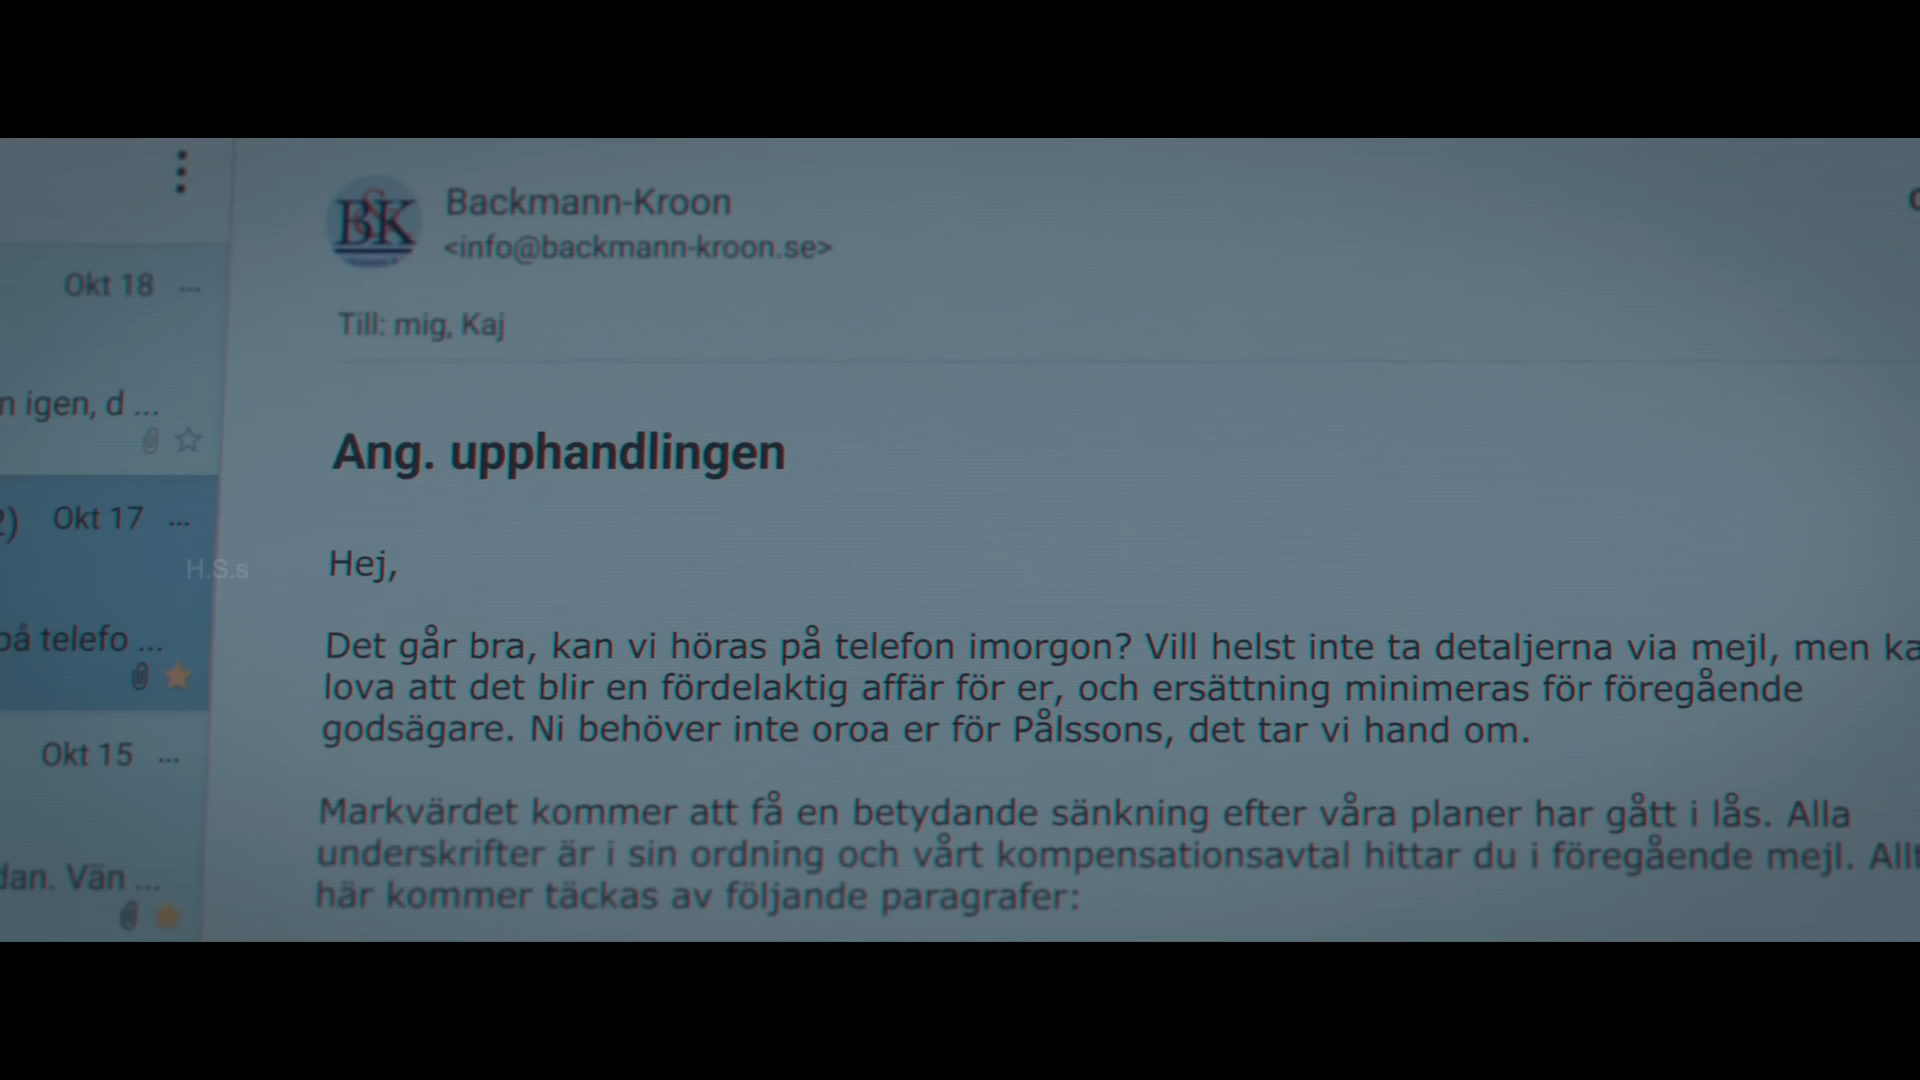 Okt 18 ...
n igen, d ...
2) Okt 17 ...
på telefo ...
Okt 15 ...
dan. Vän ...
H.S.s
B&K
Backmann-Kroon
<info@backmann-kroon.se>
Till: mig, Kaj
Ang. upphandlingen
Hej,
Det går bra, kan vi höras på telefon imorgon? Vill helst inte ta detaljerna via mejl, men ka
lova att det blir en fördelaktig affär för er, och ersättning minimeras för föregående
godsägare. Ni behöver inte oroa er för Pålssons, det tar vi hand om.
Markvärdet kommer att få en betydande sänkning efter våra planer har gått i lås. Alla
underskrifter är i sin ordning och vårt kompensationsavtal hittar du i föregående mejl. Allt
här kommer täckas av följande paragrafer: